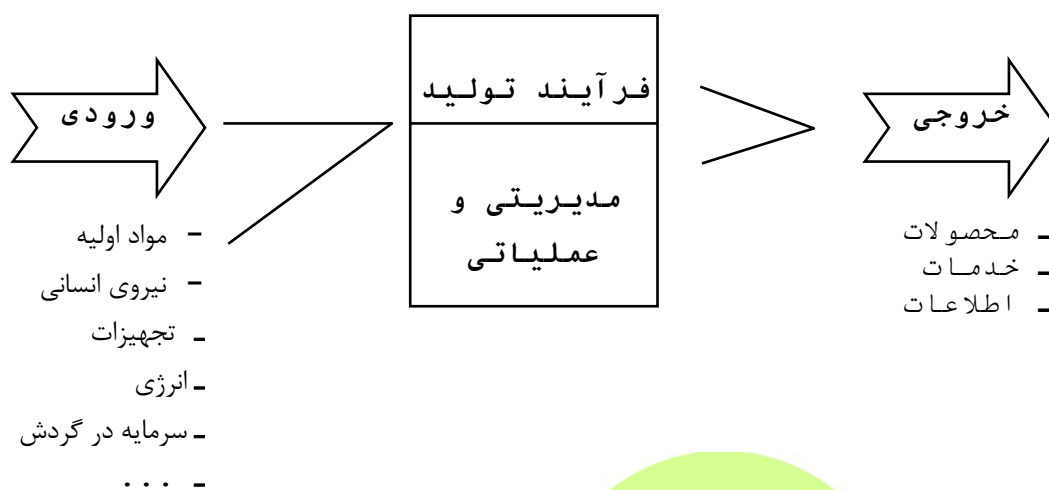 ورودی
- مواد اولیه
- نیروی انسانی
- تجهیزات
- انرژی
- سرمایه در گردش
- ...
فرآیند تولید
مدیریتی و
عملیاتی
خروجی
- محصولات
- خدمات
- اطلاعات